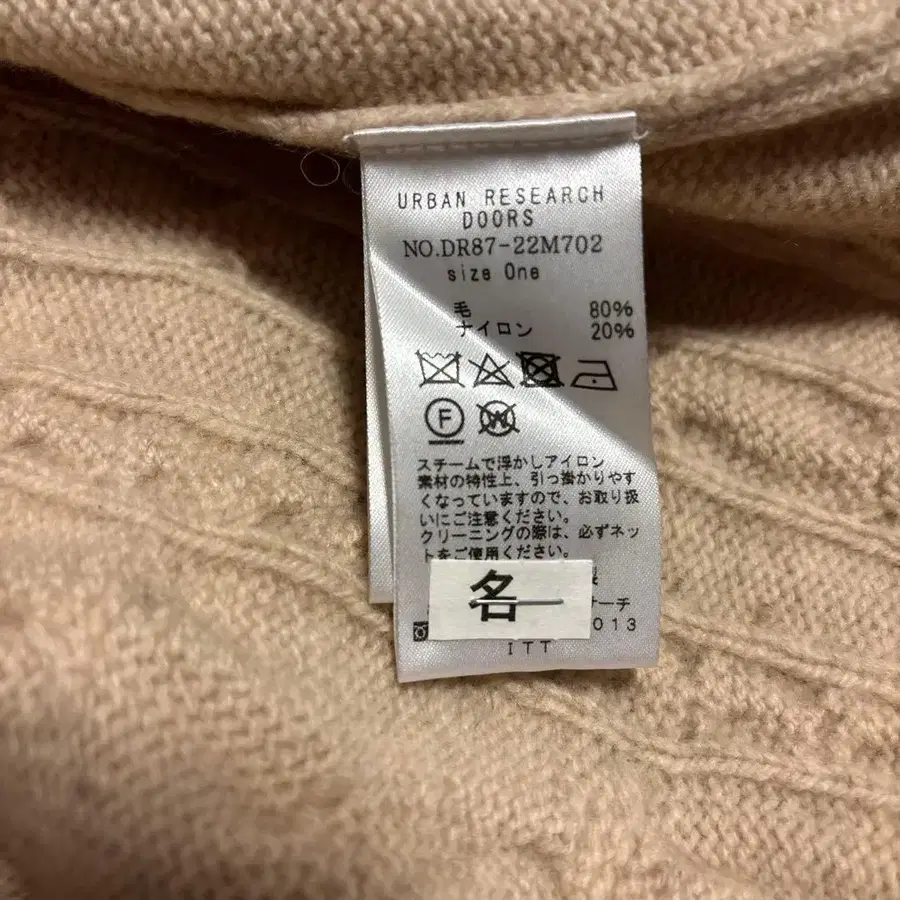 URBAN RESEARCH
DOORS
NO.DR87-22M702
size One
毛 80%
ナイロン 20%
F
W
スチームで浮かしアイロン
素材の特性上、引っ掛かりやす
くなっていますので、お取り扱
いにご注意ください。
クリーニングの際は、必ずネッ
トをご使用ください。
名
サーチ
013
ITT